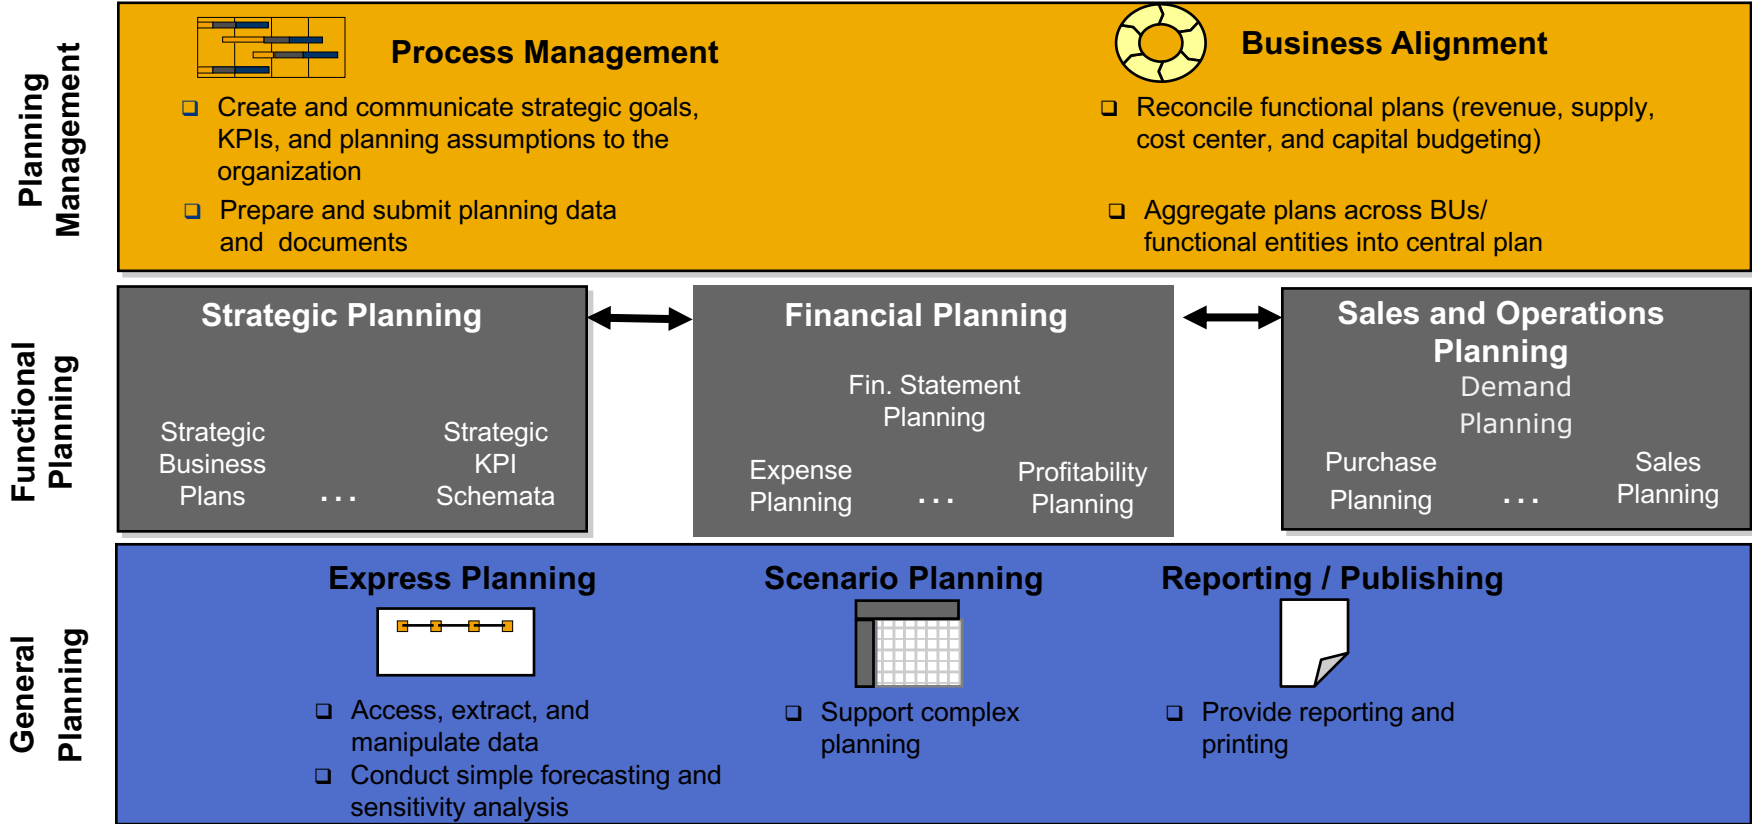 Planning
Management
Process Management
❑ Create and communicate strategic goals,
KPIs, and planning assumptions to the
organization
❑ Prepare and submit planning data
and  documents
Business Alignment
❑ Reconcile functional plans (revenue, supply,
cost center, and capital budgeting)
❑ Aggregate plans across BUs/
functional entities into central plan
Functional
Planning
Strategic Planning
Strategic
Business
Plans
...
Strategic
KPI
Schemata
Financial Planning
Fin. Statement
Planning
Expense
Planning
...
Profitability
Planning
Sales and Operations
Planning
Demand
Planning
Purchase
Planning
...
Sales
Planning
General
Planning
Express Planning
❑ Access, extract, and
manipulate data
❑ Conduct simple forecasting and
sensitivity analysis
Scenario Planning
❑ Support complex
planning
Reporting / Publishing
❑ Provide reporting and
printing